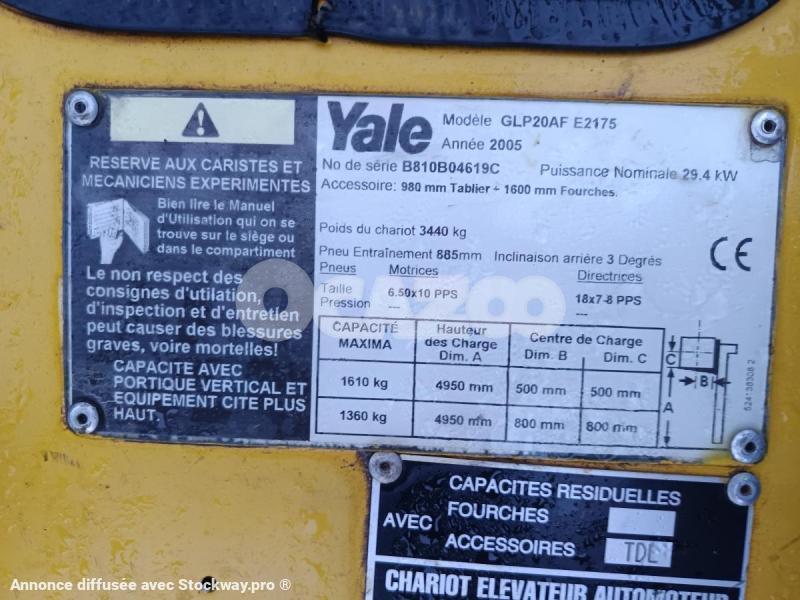 RESERVE AUX CARISTES ET
MECANICIENS EXPERIMENTES
Bien lire le Manuel
d'Utilisation qui on se
trouve sur le siège ou
dans le compartiment
Le non respect des
consignes d'utilation,
d'inspection et d'entretien
peut causer des blessures
graves, voire mortelles!
CAPACITE AVEC
PORTIQUE VERTICAL ET
EQUIPEMENT CITE PLUS
HAUT.
Yale
Modèle GLP20AF E2175
Année 2005
No de série B810B04619C Puissance Nominale 29.4 kW
Accessoire: 980 mm Tablier + 1600 mm Fourches.
Poids du chariot 3440 kg
Pneu Entraînement 885mm Inclinaison arriére 3 Degrés
Pneus Motrices Directrices
Taille 6.50x10 PPS 18x7-8 PPS
Pression --- ---
CE
CAPACITÉ MAXIMA Hauteur des Charge Dim. A Centre de Charge Dim. B Dim. C
1610 kg 4950 mm 500 mm 500 mm
1360 kg 4950 mm 800 mm 800 mm
C
B
A
524138308 2
CAPACITES RESIDUELLES
AVEC FOURCHES
ACCESSOIRES TDL
CHARIOT ELEVATEUR AUTOMOTEUR
Ocazoo
Annonce diffusée avec Stockway.pro ®